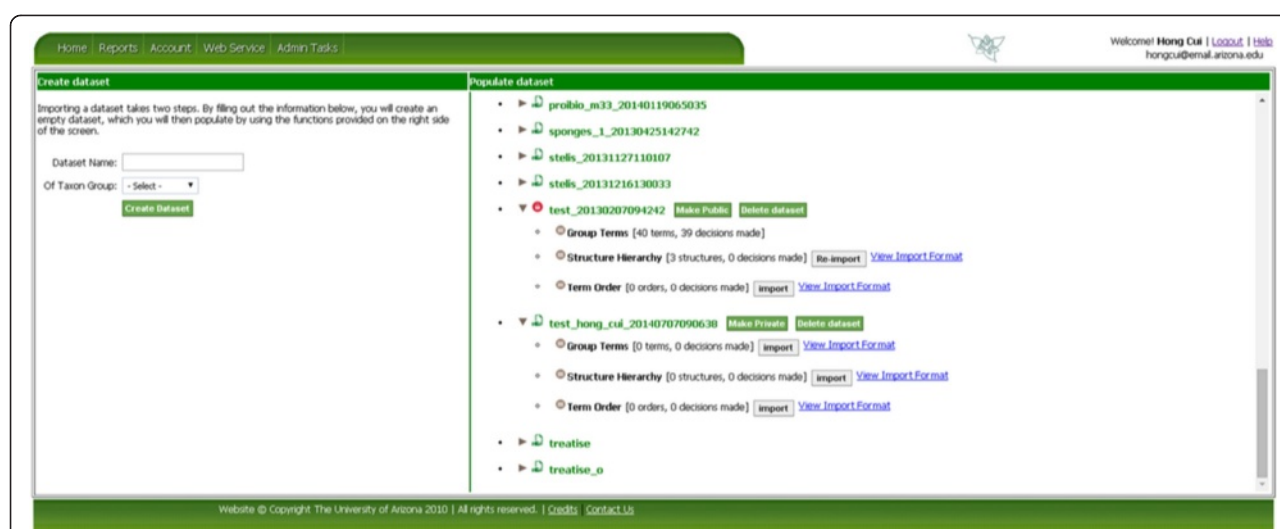 Home Reports Account Web Service Admin Tasks
Welcome! Hong Cui | Logout | Help
hongcui@email.arizona.edu
Create dataset
Importing a dataset takes two steps. By filling out the information below, you will create an
empty dataset, which you will then populate by using the functions provided on the right side
of the screen.
Dataset Name:
Of Taxon Group: - Select -
Create Dataset
Populate dataset
proibio_m33_20140119065035
sponges_1_20130425142742
stelis_20131127110107
stelis_20131216130033
test_20130207094242 Make Public Delete dataset
Group Terms [40 terms, 39 decisions made]
Structure Hierarchy [3 structures, 0 decisions made] Re-import View Import Format
Term Order [0 orders, 0 decisions made] import View Import Format
test_hong_cui_20140707090638 Make Private Delete dataset
Group Terms [0 terms, 0 decisions made] import View Import Format
Structure Hierarchy [0 structures, 0 decisions made] import View Import Format
Term Order [0 orders, 0 decisions made] import View Import Format
treatise
treatise_o
Website © Copyright The University of Arizona 2010 | All rights reserved. | Credits | Contact Us